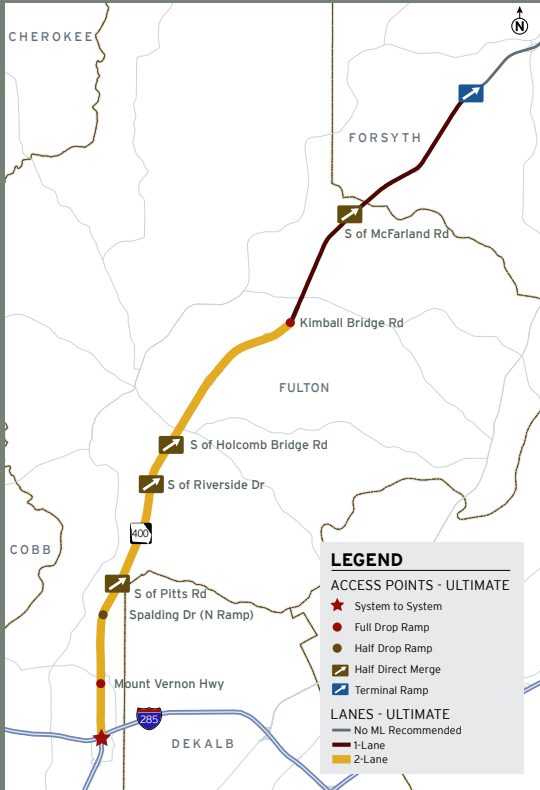 N
CHEROKEE
FORSYTH
S of McFarland Rd
Kimball Bridge Rd
FULTON
S of Holcomb Bridge Rd
S of Riverside Dr
400
COBB
S of Pitts Rd
Spalding Dr (N Ramp)
Mount Vernon Hwy
285
DEKALB
LEGEND
ACCESS POINTS - ULTIMATE
System to System
Full Drop Ramp
Half Drop Ramp
Half Direct Merge
Terminal Ramp
LANES - ULTIMATE
No ML Recommended
1-Lane
2-Lane